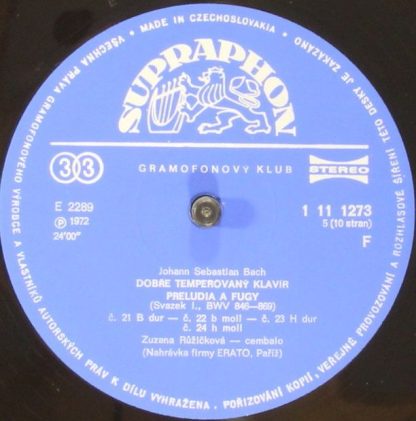 • MADE IN CZECHOSLOVAKIA • VŠECHNA PRÁVA GRAMOFONOVÉHO VÝROBCE A VLASTNÍKŮ AUTORSKÝCH PRÁV K DÍLU VYHRAŽENA. POŘIZOVÁNÍ KOPIÍ, VEŘEJNÉ PROVOZOVÁNÍ A ROZHLASOVÉ ŠÍŘENÍ TÉTO DESKY JE ZAKÁZÁNO
SUPRAPHON
33
GRAMOFONOVÝ KLUB
STEREO
E 2289
Ⓟ 1972
24'00"
1 11 1273
5 (10 stran)
F
Johann Sebastian Bach
DOBŘE TEMPEROVANÝ KLAVÍR
PRELUDIA A FUGY
(Svazek I., BWV 846—869)
č. 21 B dur — č. 22 b moll — č. 23 H dur
č. 24 h moll
Zuzana Růžičková — cembalo
(Nahrávka firmy ERATO, Paříž)